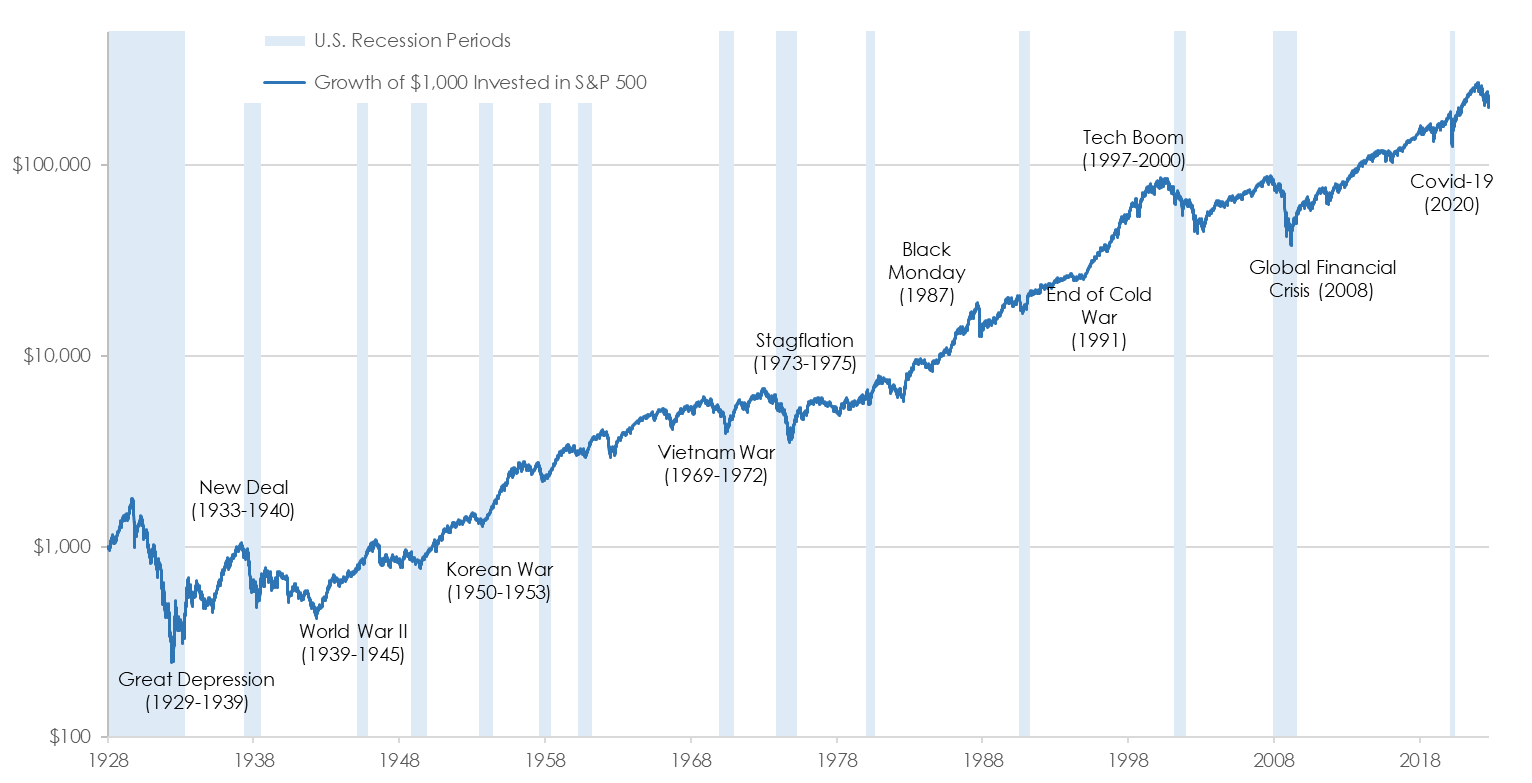 U.S. Recession Periods
Growth of $1,000 Invested in S&P 500
Tech Boom
(1997-2000)
$100,000
Covid-19
(2020)
Black
Monday
(1987)
Global Financial
Crisis (2008)
End of Cold
War
(1991)
Stagflation
(1973-1975)
$10,000
Vietnam War
(1969-1972)
New Deal
(1933-1940)
$1,000
Korean War
(1950-1953)
World War II
(1939-1945)
Great Depression
(1929-1939)
$100
1928 1938 1948 1958 1968 1978 1988 1998 2008 2018